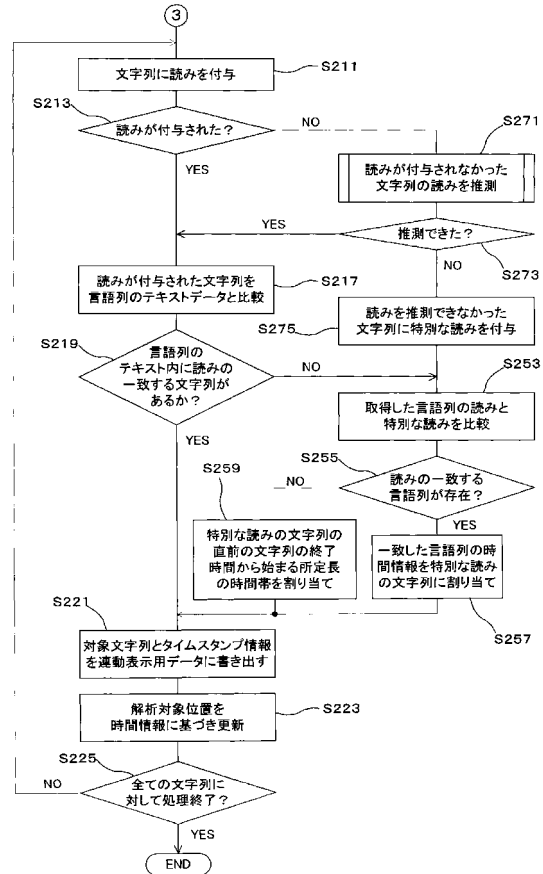 3
文字列に読みを付与
S211
S213
読みが付与された？
NO
YES
S271
読みが付与されなかった
文字列の読みを推測
YES
推測できた？
S273
NO
読みが付与された文字列を
言語列のテキストデータと比較
S217
S275
読みを推測できなかった
文字列に特別な読みを付与
S219
言語列の
テキスト内に読みの
一致する文字列が
あるか？
NO
YES
S253
取得した言語列の読みと
特別な読みを比較
S255
読みの一致する
言語列が存在？
NO
YES
S259
特別な読みの文字列の
直前の文字列の終了
時間から始まる所定長
の時間帯を割り当て
一致した言語列の時
間情報を特別な読み
の文字列に割り当て
S257
S221
対象文字列とタイムスタンプ情報
を連動表示用データに書き出す
解析対象位置を
時間情報に基づき更新
S223
S225
全ての文字列に
対して処理終了？
NO
YES
END